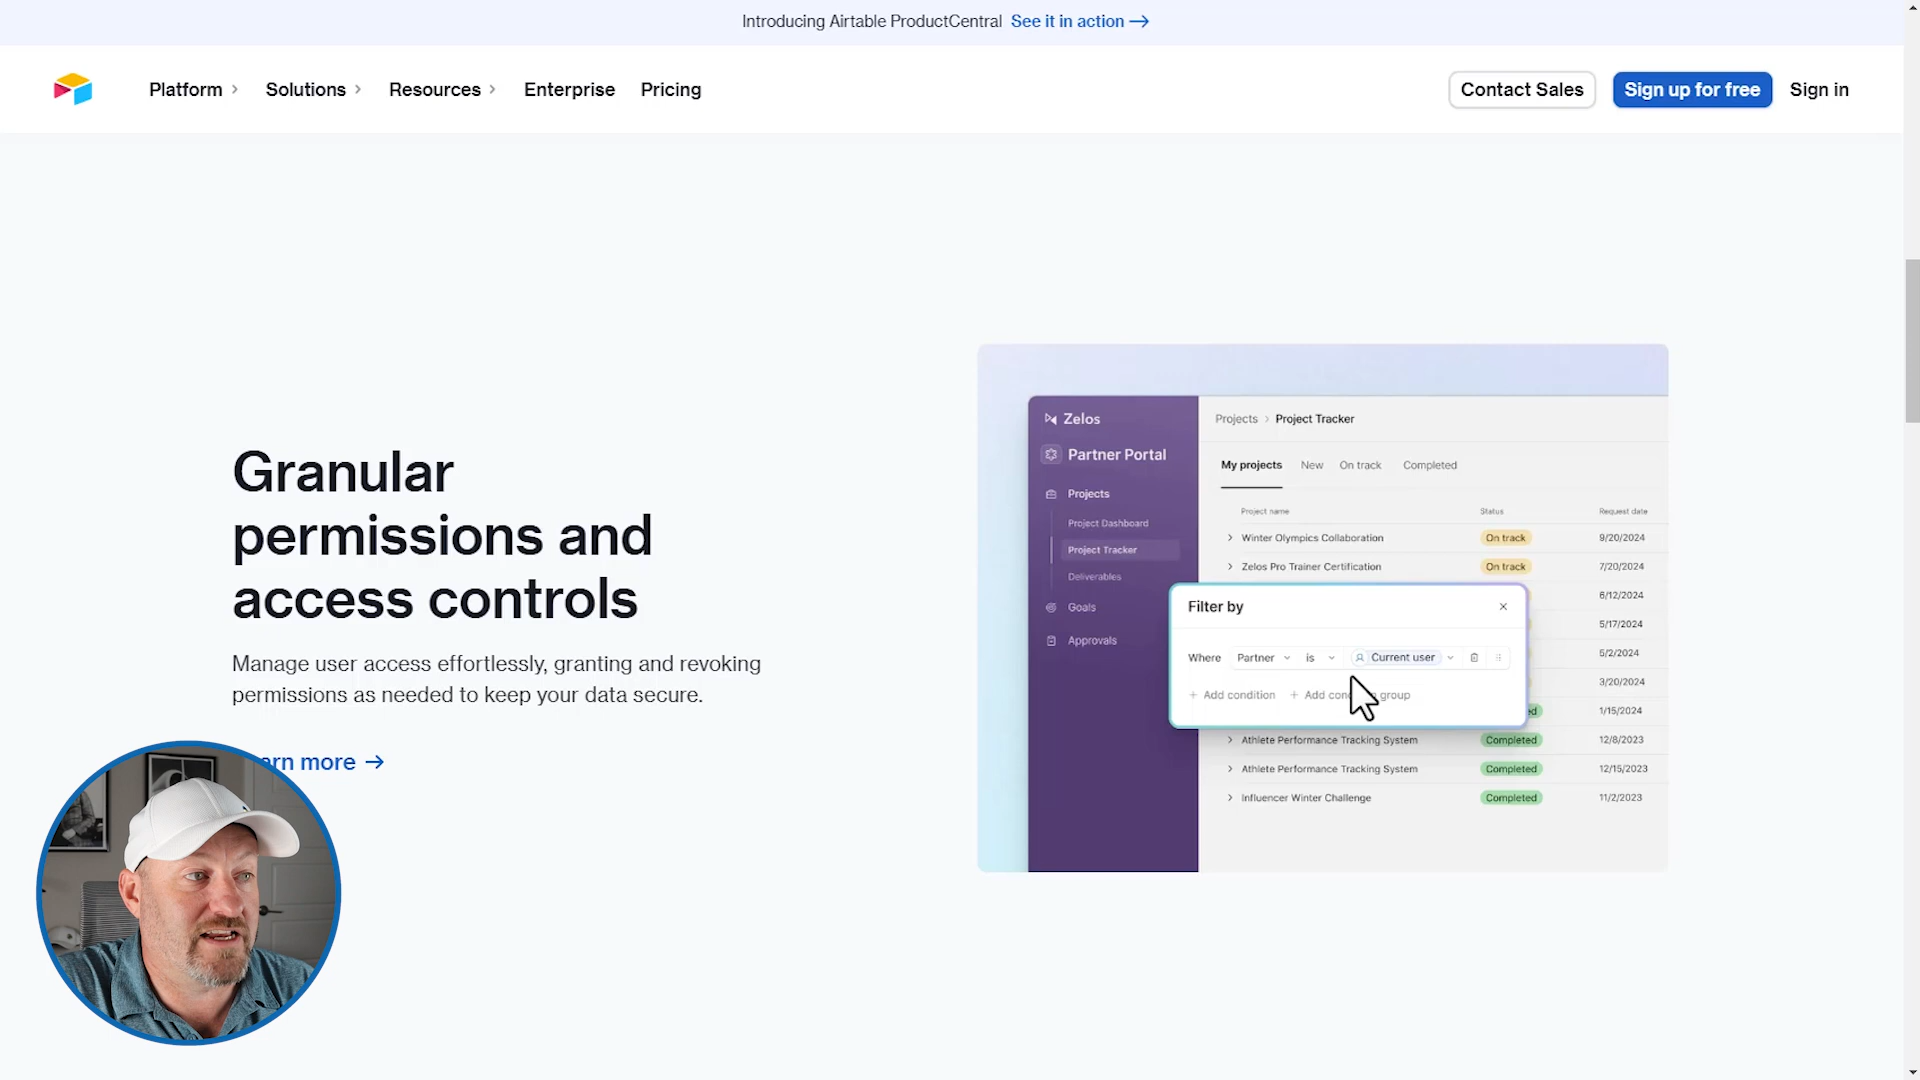 Introducing Airtable ProductCentral See it in action →
Platform Solutions Resources Enterprise Pricing Contact Sales Sign up for free Sign in
Granular
permissions and
access controls
Manage user access effortlessly, granting and revoking
permissions as needed to keep your data secure.
more →
Zelos
Partner Portal
Projects
Project Dashboard
Project Tracker
Deliverables
Goals
Approvals
Projects > Project Tracker
My projects New On track Completed
Project name Status Request date
Winter Olympics Collaboration On track 9/20/2024
Zelos Pro Trainer Certification On track 7/20/2024
6/12/2024
5/17/2024
5/2/2024
3/20/2024
1/15/2024
Filter by
Where Partner is Current user
+ Add condition + Add group
Athlete Performance Tracking System Completed 12/8/2023
Athlete Performance Tracking System Completed 12/15/2023
Influencer Winter Challenge Completed 11/2/2023